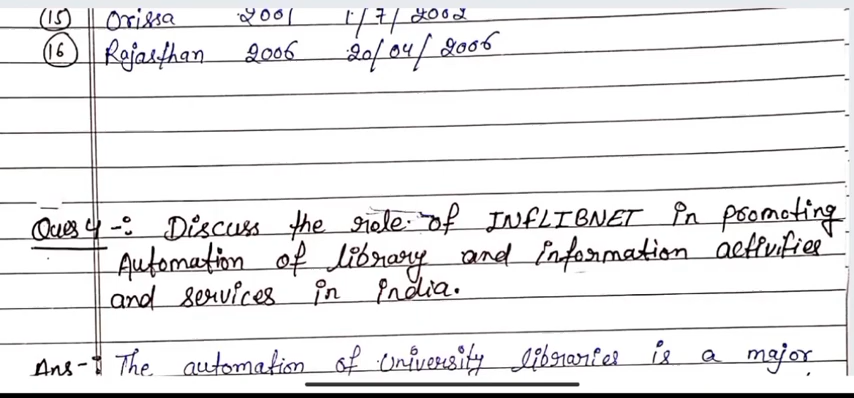 (15) Orissa 2001 1/7/2002
(16) Rajasthan 2006 20/04/2006
Ques 4 -: Discuss the role of INFLIBNET in promoting
Automation of library and information activities
and services in India.
Ans -: The automation of University libraries is a major